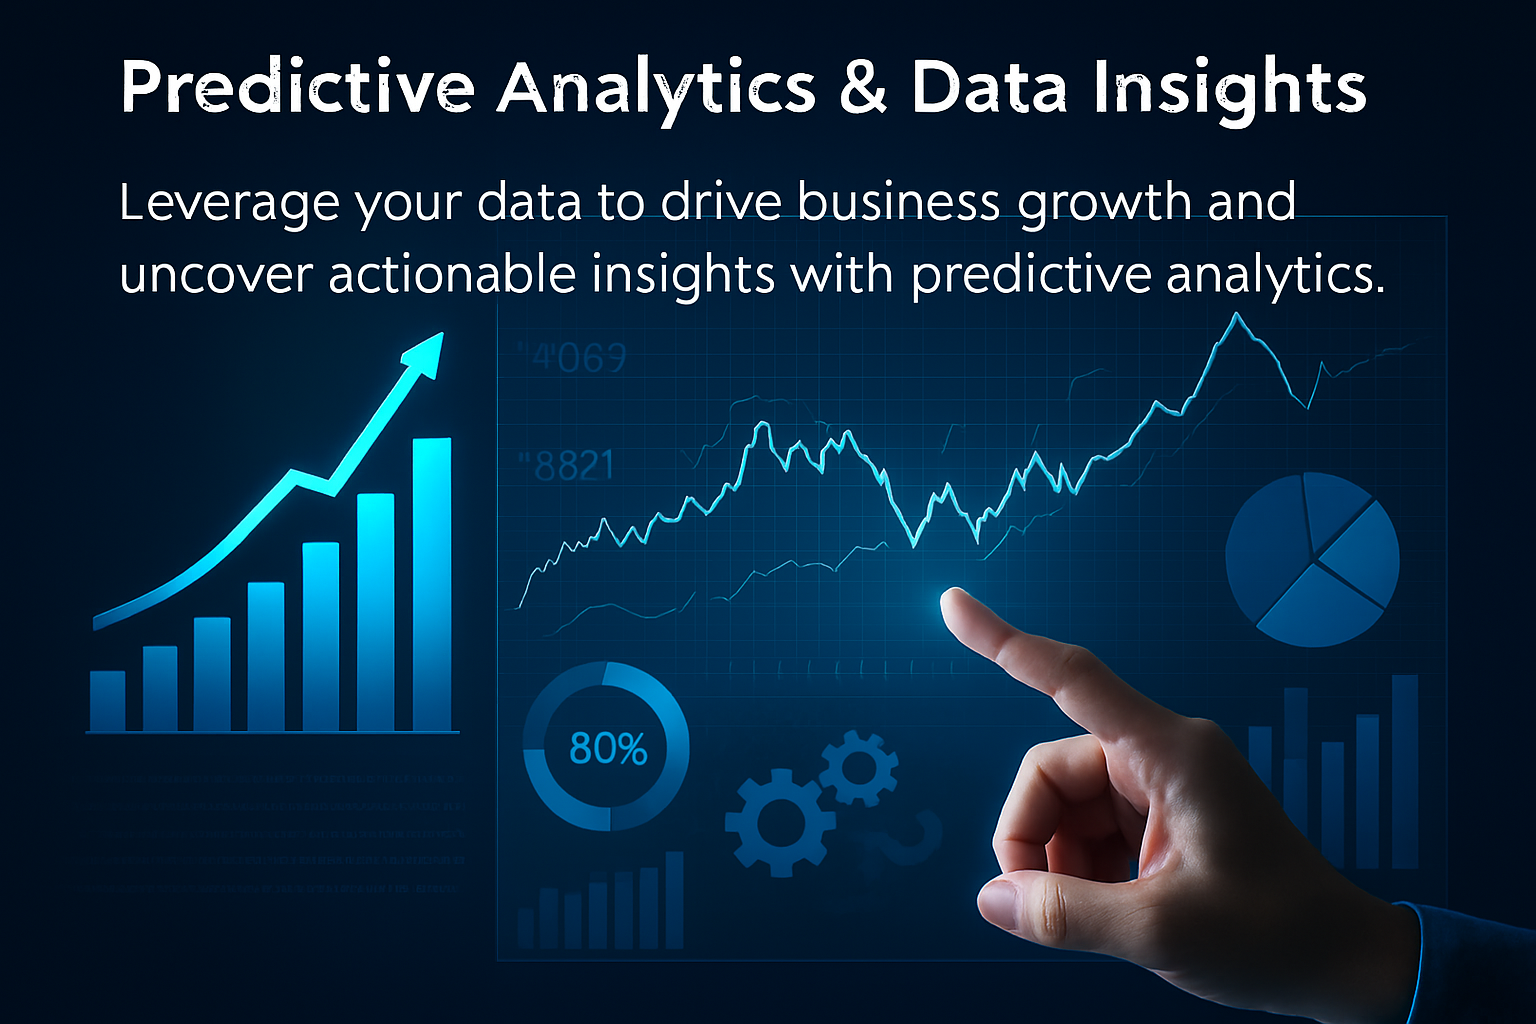 Predictive Analytics & Data Insights
Leverage your data to drive business growth and
uncover actionable insights with predictive analytics.
"4'069
"8821
80%